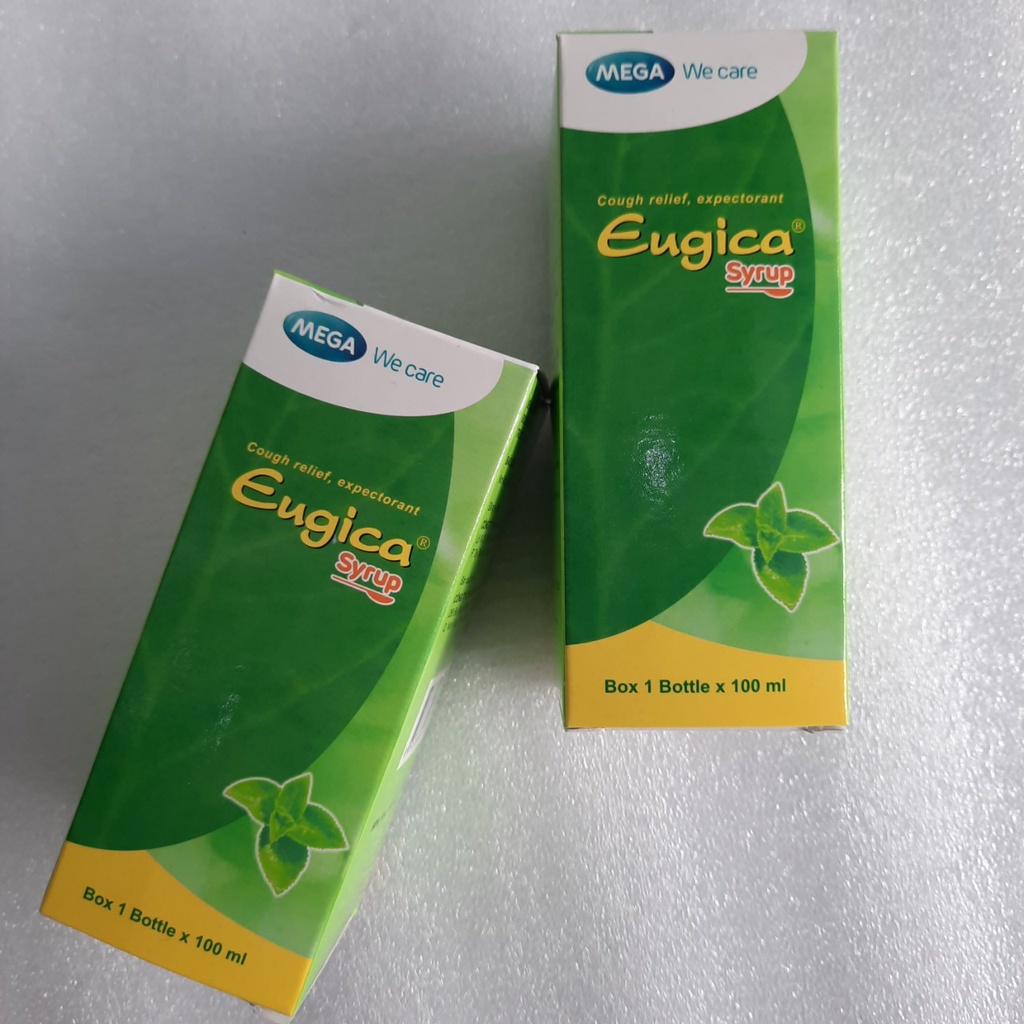 MEGA We care
Cough relief, expectorant
Eugica®
Syrup
Box 1 Bottle x 100 ml
MEGA We care
Cough relief, expectorant
Eugica®
Syrup
Box 1 Bottle x 100 ml